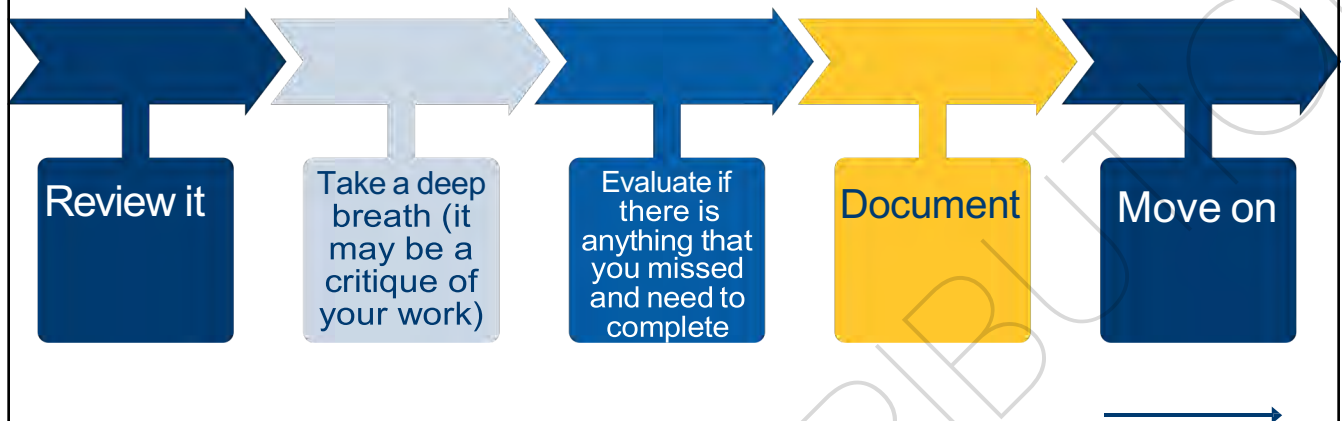 Review it
Take a deep
breath (it
may be a
critique of
your work)
Evaluate if
there is
anything that
you missed
and need to
complete
Document
Move on